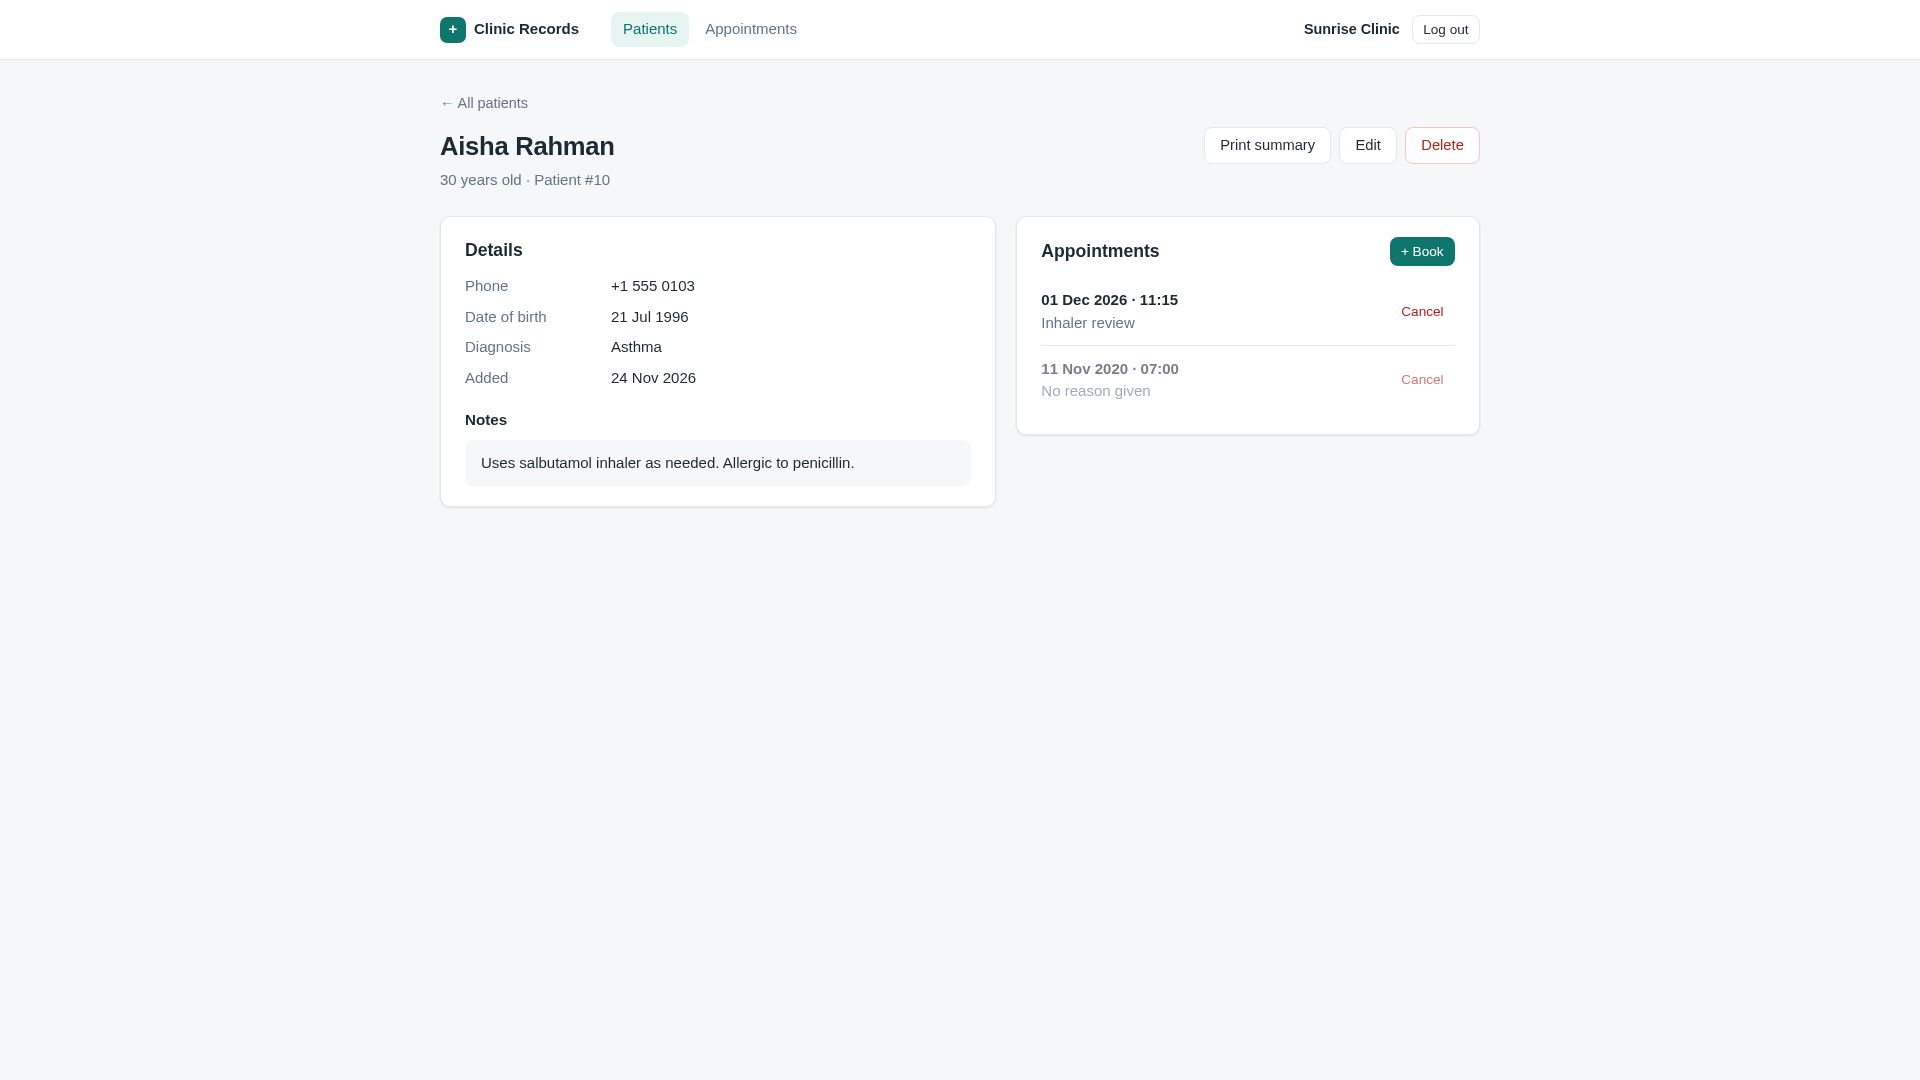 + Clinic Records Patients Appointments Sunrise Clinic Log out
← All patients
Aisha Rahman
Print summary Edit Delete
30 years old · Patient #10
Details
Phone +1 555 0103
Date of birth 21 Jul 1996
Diagnosis Asthma
Added 24 Nov 2026
Notes
Uses salbutamol inhaler as needed. Allergic to penicillin.
Appointments + Book
01 Dec 2026 · 11:15
Inhaler review
Cancel
11 Nov 2020 · 07:00
No reason given
Cancel